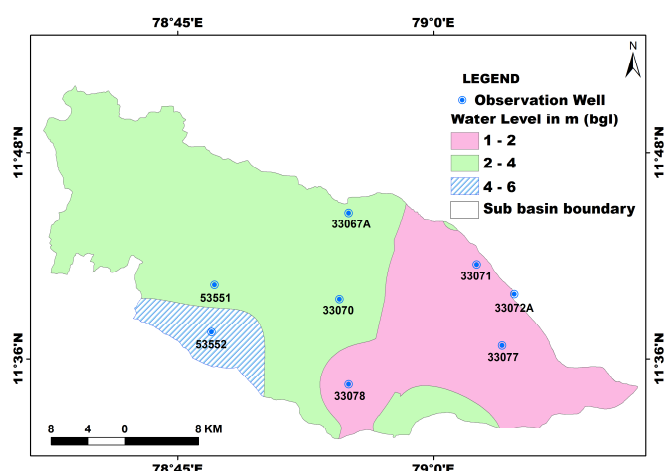 78°45'E 79°0'E
N
LEGEND
Observation Well
Water Level in m (bgl)
1 - 2
2 - 4
4 - 6
Sub basin boundary
11°48'N 11°48'N
33067A
33071
53551
33070
33072A
53552
33077
11°36'N 11°36'N
33078
8 4 0 8 KM
78°45'E 79°0'E